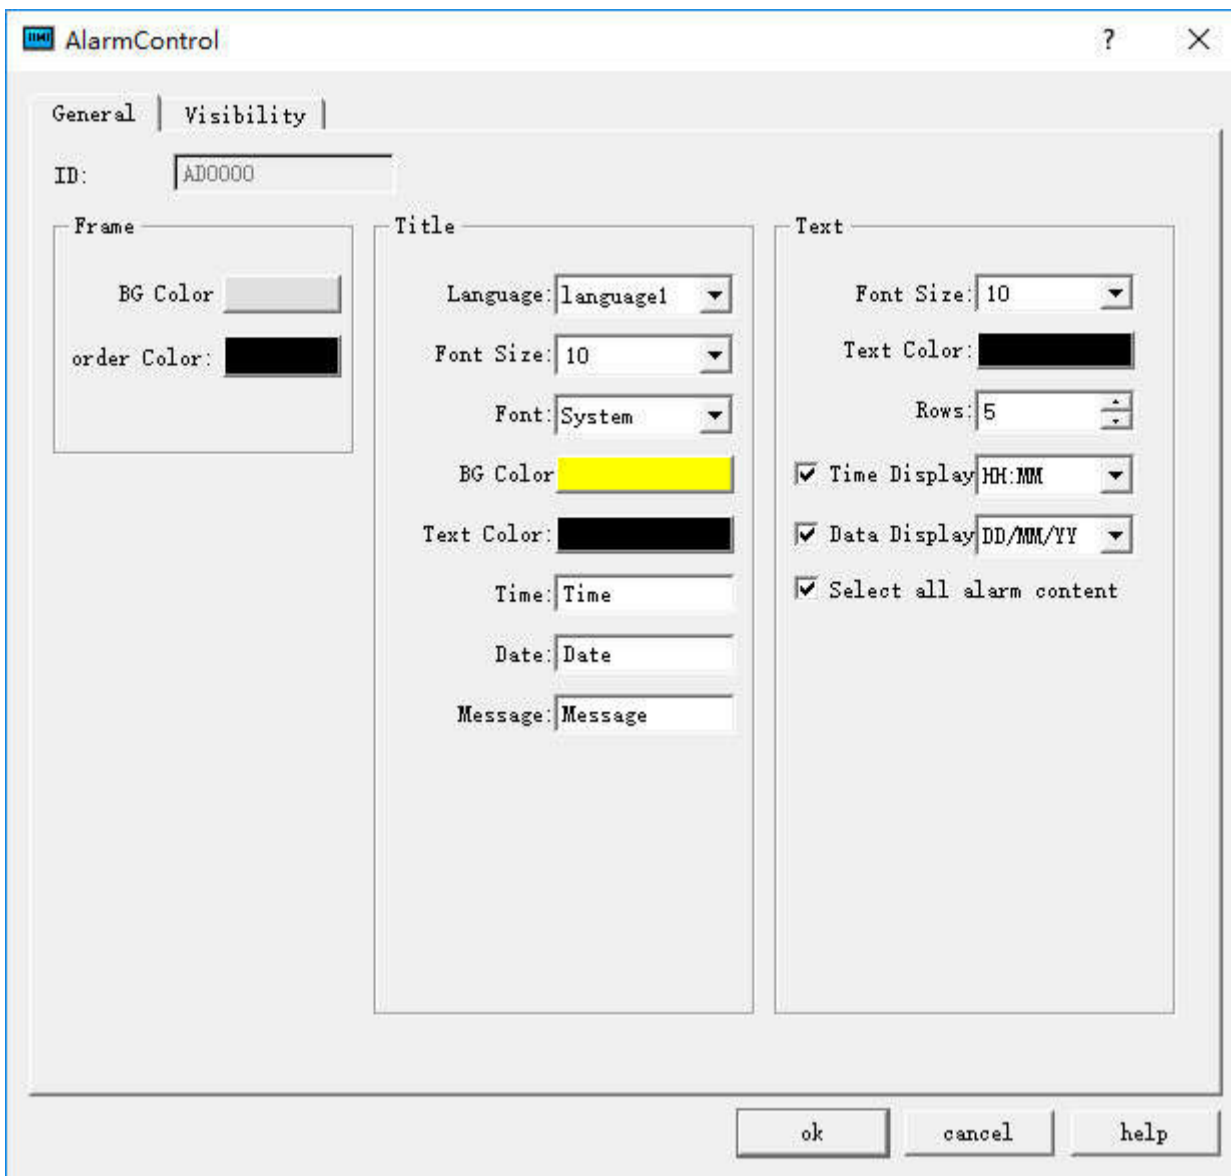 AlarmControl ?
General Visibility
ID: AD0000
Frame
BG Color
order Color:
Title
Language: language1
Font Size: 10
Font: System
BG Color
Text Color:
Time: Time
Date: Date
Message: Message
Text
Font Size: 10
Text Color:
Rows: 5
Time Display HH:MM
Data Display DD/MM/YY
Select all alarm content
ok cancel help